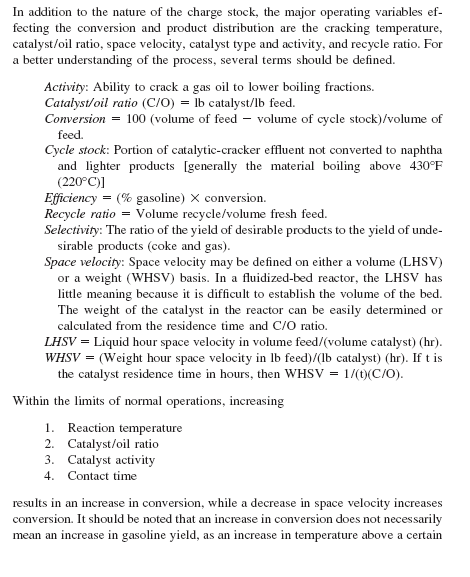 In addition to the nature of the charge stock, the major operating variables ef-
fecting the conversion and product distribution are the cracking temperature,
catalyst/oil ratio, space velocity, catalyst type and activity, and recycle ratio. For
a better understanding of the process, several terms should be defined.
Activity: Ability to crack a gas oil to lower boiling fractions.
Catalyst/oil ratio (C/O) = lb catalyst/lb feed.
Conversion = 100 (volume of feed − volume of cycle stock)/volume of
feed.
Cycle stock: Portion of catalytic-cracker effluent not converted to naphtha
and lighter products [generally the material boiling above 430°F
(220°C)]
Efficiency = (% gasoline) × conversion.
Recycle ratio = Volume recycle/volume fresh feed.
Selectivity: The ratio of the yield of desirable products to the yield of unde-
sirable products (coke and gas).
Space velocity: Space velocity may be defined on either a volume (LHSV)
or a weight (WHSV) basis. In a fluidized-bed reactor, the LHSV has
little meaning because it is difficult to establish the volume of the bed.
The weight of the catalyst in the reactor can be easily determined or
calculated from the residence time and C/O ratio.
LHSV = Liquid hour space velocity in volume feed/(volume catalyst) (hr).
WHSV = (Weight hour space velocity in lb feed)/(lb catalyst) (hr). If t is
the catalyst residence time in hours, then WHSV = 1/(t)(C/O).
Within the limits of normal operations, increasing
1. Reaction temperature
2. Catalyst/oil ratio
3. Catalyst activity
4. Contact time
results in an increase in conversion, while a decrease in space velocity increases
conversion. It should be noted that an increase in conversion does not necessarily
mean an increase in gasoline yield, as an increase in temperature above a certain